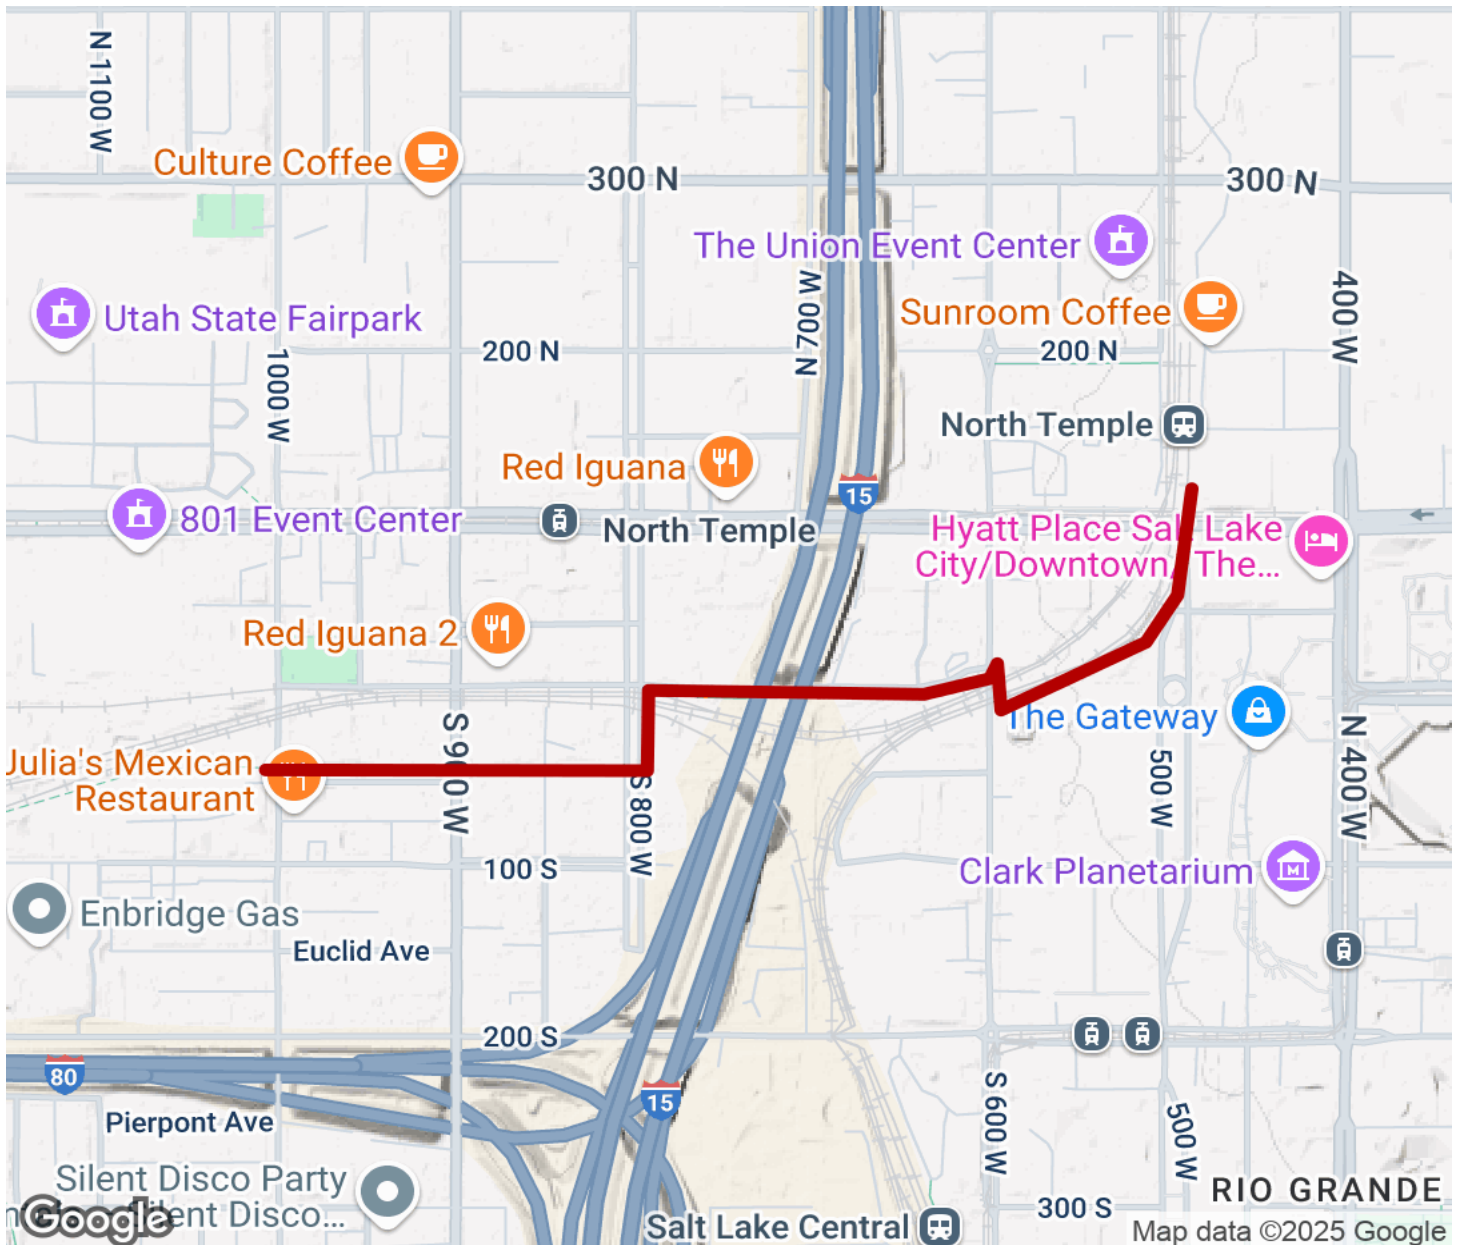 N 1100 W
Culture Coffee
300 N
300 N
The Union Event Center
Utah State Fairpark
Sunroom Coffee
N 700 W
400 W
1000 W
200 N
200 N
North Temple
Red Iguana
15
801 Event Center
North Temple
Hyatt Place Salt Lake
City/Downtown/The...
Red Iguana 2
The Gateway
S 900 W
N 400 W
Julia's Mexican
Restaurant
S 800 W
500 W
100 S
Clark Planetarium
Enbridge Gas
Euclid Ave
200 S
80
15
Pierpont Ave
S 600 W
500 W
Silent Disco Party
Silent Disco...
RIO GRANDE
300 S
Salt Lake Central
Google
Map data ©2025 Google